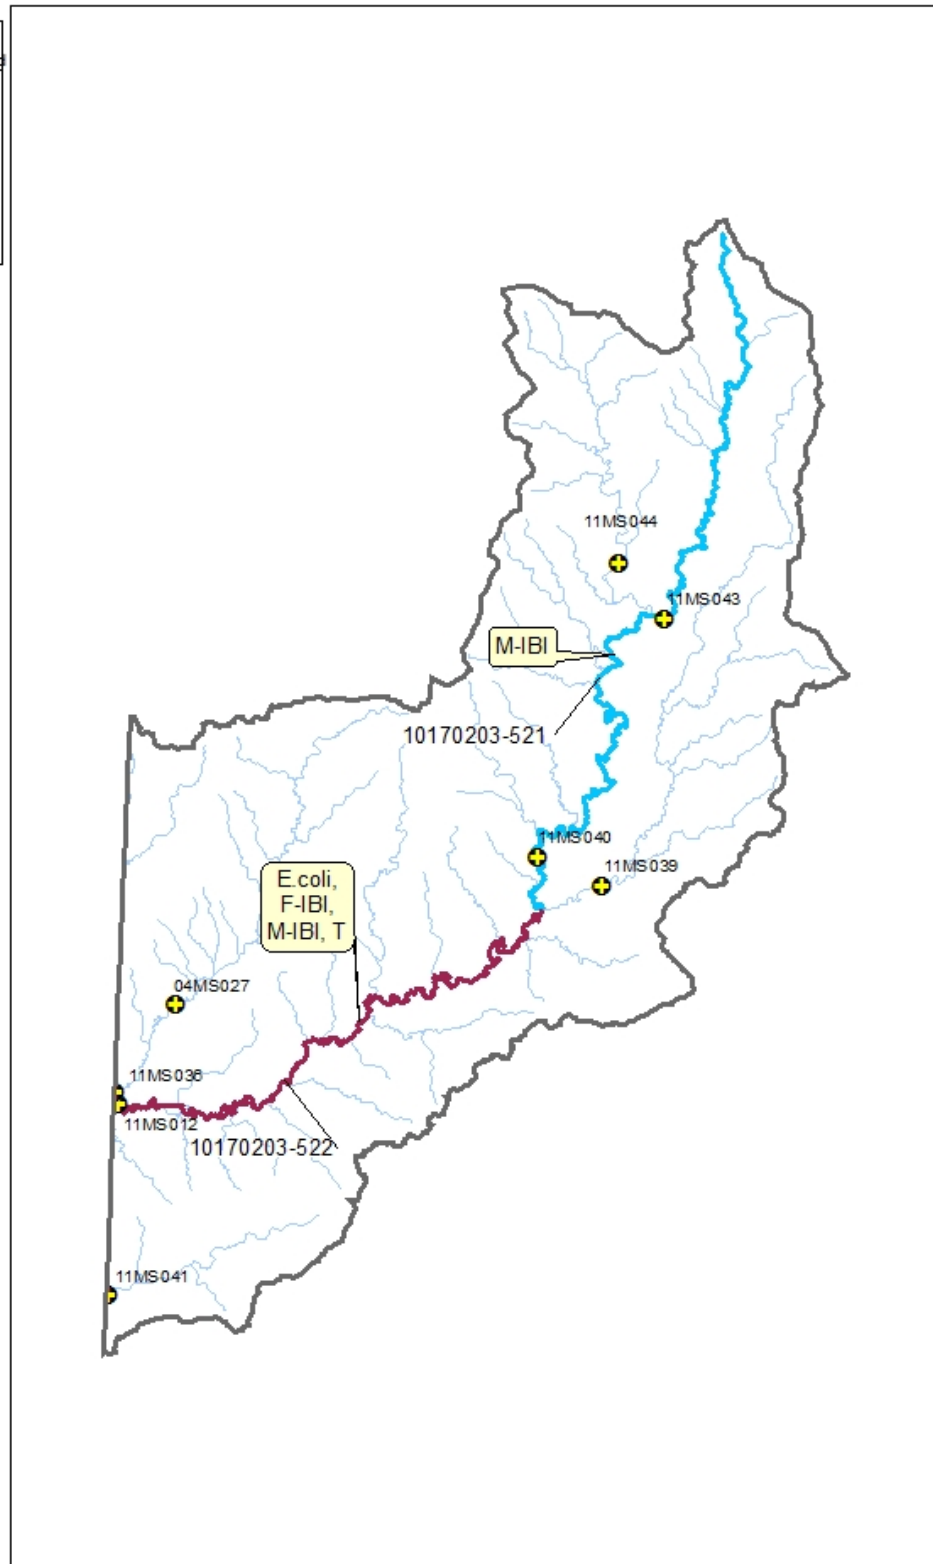 11MS044
11MS043
M-IBI
10170203-521
11MS040
11MS039
E.coli,
F-IBI,
M-IBI, T
04MS027
11MS036
11MS012
10170203-522
11MS041